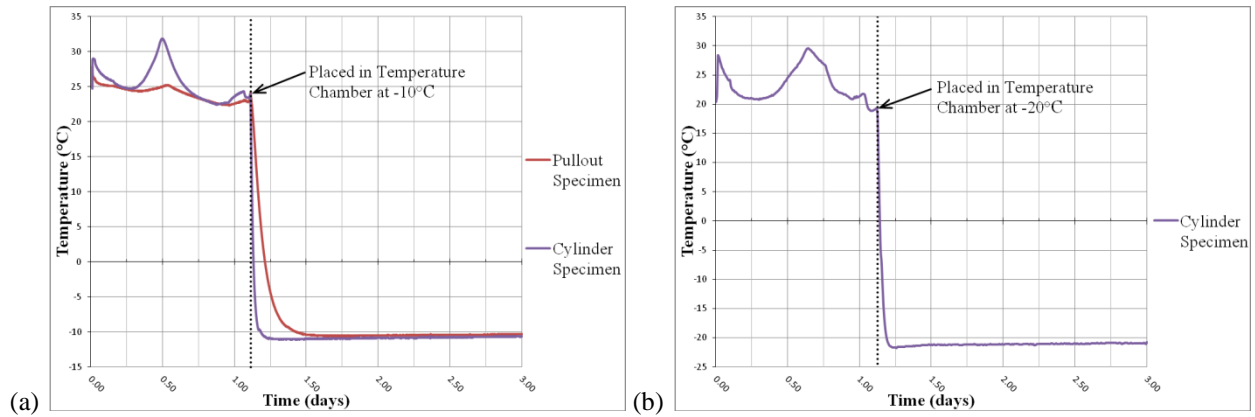 35
30
25
20
15
10
5
0
-5
-10
-15
Temperature (°C)
0.00
0.50
1.00
1.50
2.00
2.50
3.00
Time (days)
Placed in Temperature
Chamber at -10°C
Pullout
Specimen
Cylinder
Specimen
(a)
35
30
25
20
15
10
5
0
-5
-10
-15
-20
-25
Temperature (°C)
0.00
0.50
1.00
1.50
2.00
2.50
3.00
Time (days)
Placed in Temperature
Chamber at -20°C
Cylinder
Specimen
(b)